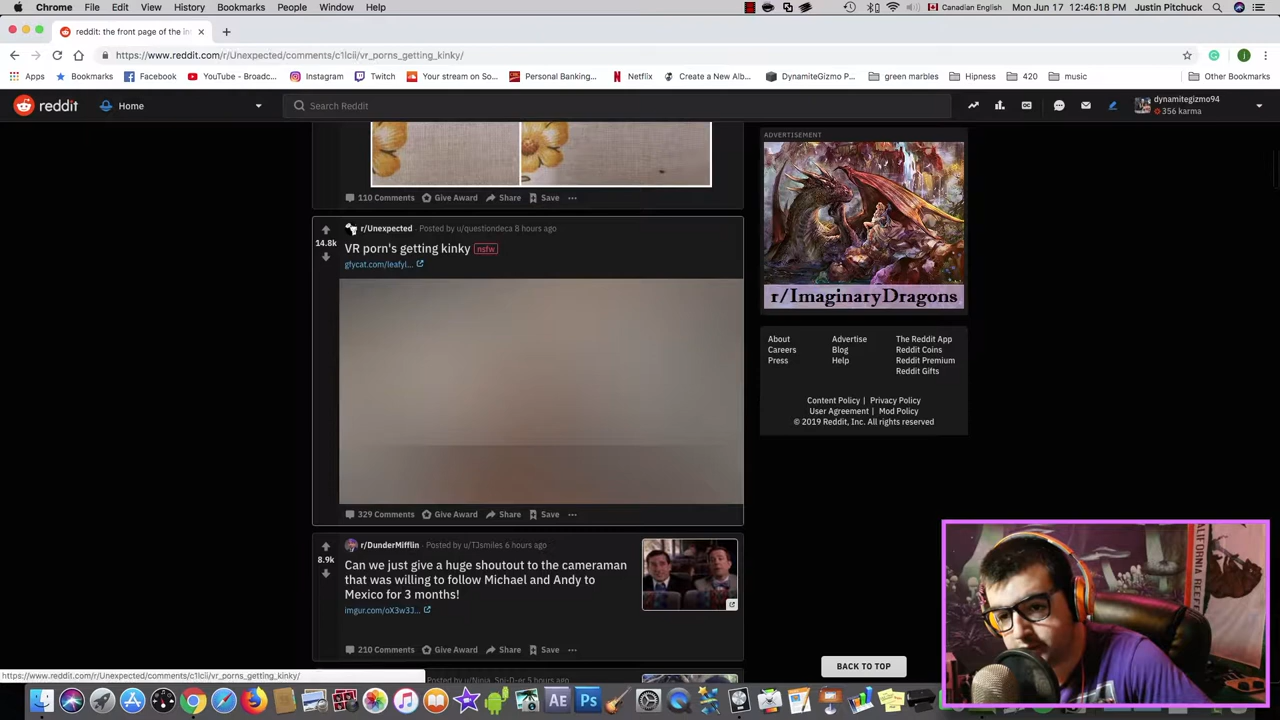 Chrome File Edit View History Bookmarks People Window Help Canadian English Mon Jun 17 12:46:18 PM Justin Pitchuck
reddit: the front page of the in
https://www.reddit.com/r/Unexpected/comments/c1lcii/vr_porns_getting_kinky/
Apps Bookmarks Facebook YouTube - Broadc... Instagram Twitch Your stream on So... Personal Banking... Netflix Create a New Alb... DynamiteGizmo P... green marbles Hipness 420 music Other Bookmarks
reddit Home Search Reddit dynamitegizmo94
356 karma
ADVERTISEMENT
110 Comments Give Award Share Save
r/Unexpected · Posted by u/questiondeca 8 hours ago
14.8k
VR porn's getting kinky nsfw
gfycat.com/leafyl...
r/ImaginaryDragons
About Advertise The Reddit App
Careers Blog Reddit Coins
Press Help Reddit Premium
Reddit Gifts
Content Policy | Privacy Policy
User Agreement | Mod Policy
© 2019 Reddit, Inc. All rights reserved
329 Comments Give Award Share Save
r/DunderMifflin · Posted by u/TJsmiles 6 hours ago
8.9k
Can we just give a huge shoutout to the cameraman
that was willing to follow Michael and Andy to
Mexico for 3 months!
imgur.com/oX3w3J...
210 Comments Give Award Share Save
BACK TO TOP
https://www.reddit.com/r/Unexpected/comments/c1lcii/vr_porns_getting_kinky/
CALIFORNIA REEFER